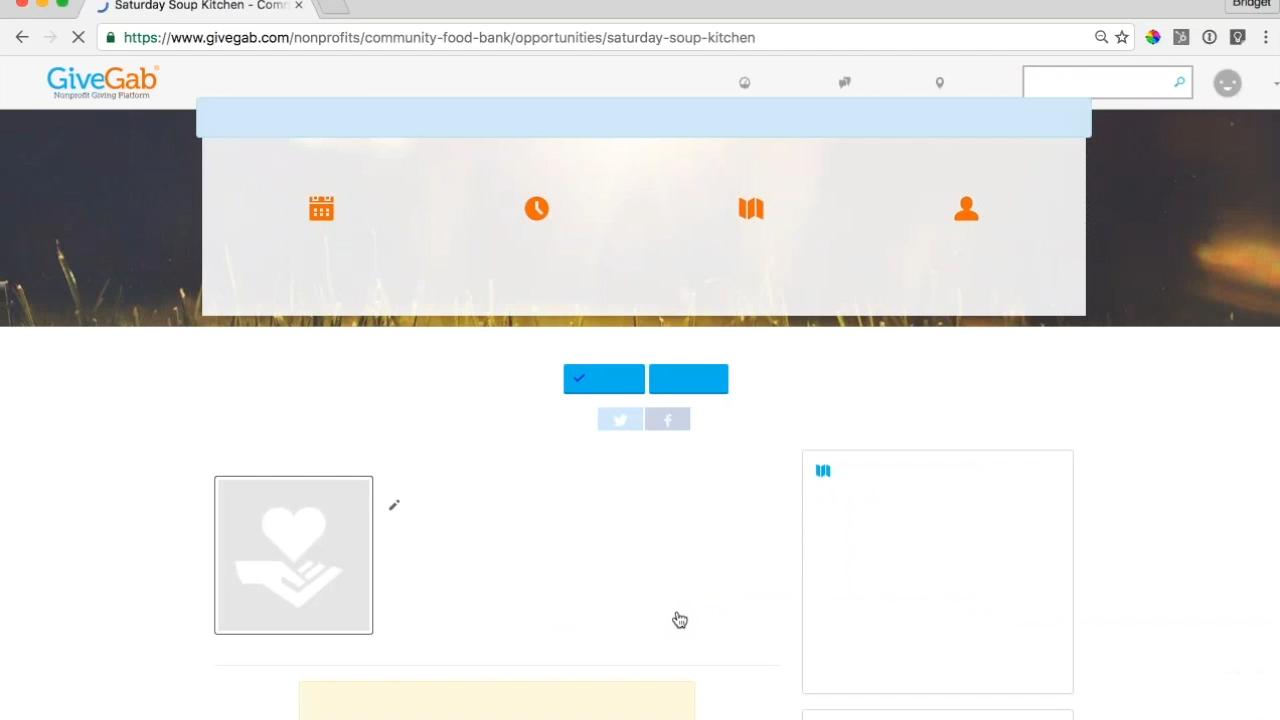 Saturday Soup Kitchen - Com
Bridget
https://www.givegab.com/nonprofits/community-food-bank/opportunities/saturday-soup-kitchen
GiveGab
Nonprofit Giving Platform